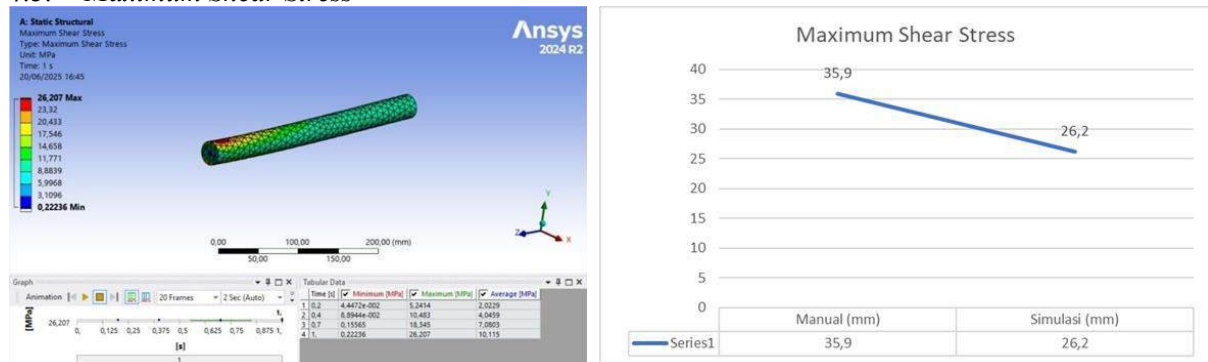 A: Static Structural
Maximum Shear Stress
Type: Maximum Shear Stress
Unit: MPa
Time: 1 s
20/06/2025 16:45
26,207 Max
23,32
20,433
17,546
14,658
11,771
8,8839
5,9968
3,1096
0,22236 Min
Ansys
2024 R2
Y
Z
X
0,00 100,00 200,00 (mm)
50,00 150,00
Graph
Animation 20 Frames 2 Sec (Auto)
[MPa]
26,207
1,
0, 0,125 0,25 0,375 0,5 0,625 0,75 0,875 1,
[s]
1
Tabular Data
Time [s] Minimum [MPa] Maximum [MPa] Average [MPa]
1 0,2 4,4472e-002 5,2414 2,0229
2 0,4 8,8944e-002 10,483 4,0459
3 0,7 0,15565 18,345 7,0803
4 1, 0,22236 26,207 10,115
Maximum Shear Stress
40
35
30
25
20
15
10
5
0
35,9
26,2
Manual (mm) Simulasi (mm)
Series1 35,9 26,2